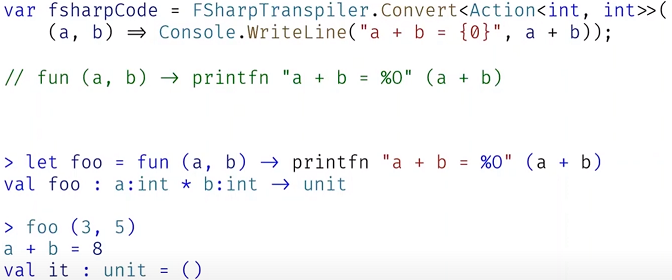 var fsharpCode = FSharpTranspiler.Convert<Action<int, int>>(
(a, b) ⇒ Console.WriteLine("a + b = {0}", a + b));
// fun (a, b) → printfn "a + b = %O" (a + b)
> let foo = fun (a, b) → printfn "a + b = %O" (a + b)
val foo : a:int * b:int → unit
> foo (3, 5)
a + b = 8
val it : unit = ()